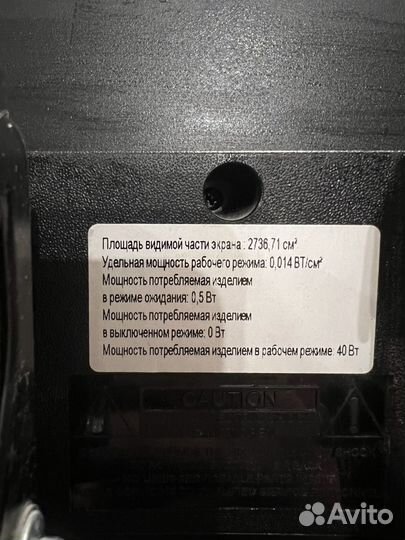 Площадь видимой части экрана : 2736,71 см²
Удельная мощность рабочего режима: 0,014 ВТ/см²
Мощность потребляемая изделием
в режиме ожидания: 0,5 Вт
Мощность потребляемая изделием
в выключенном режиме: 0 Вт
Мощность потребляемая изделием в рабочем режиме: 40 Вт
CAUTION
Avito